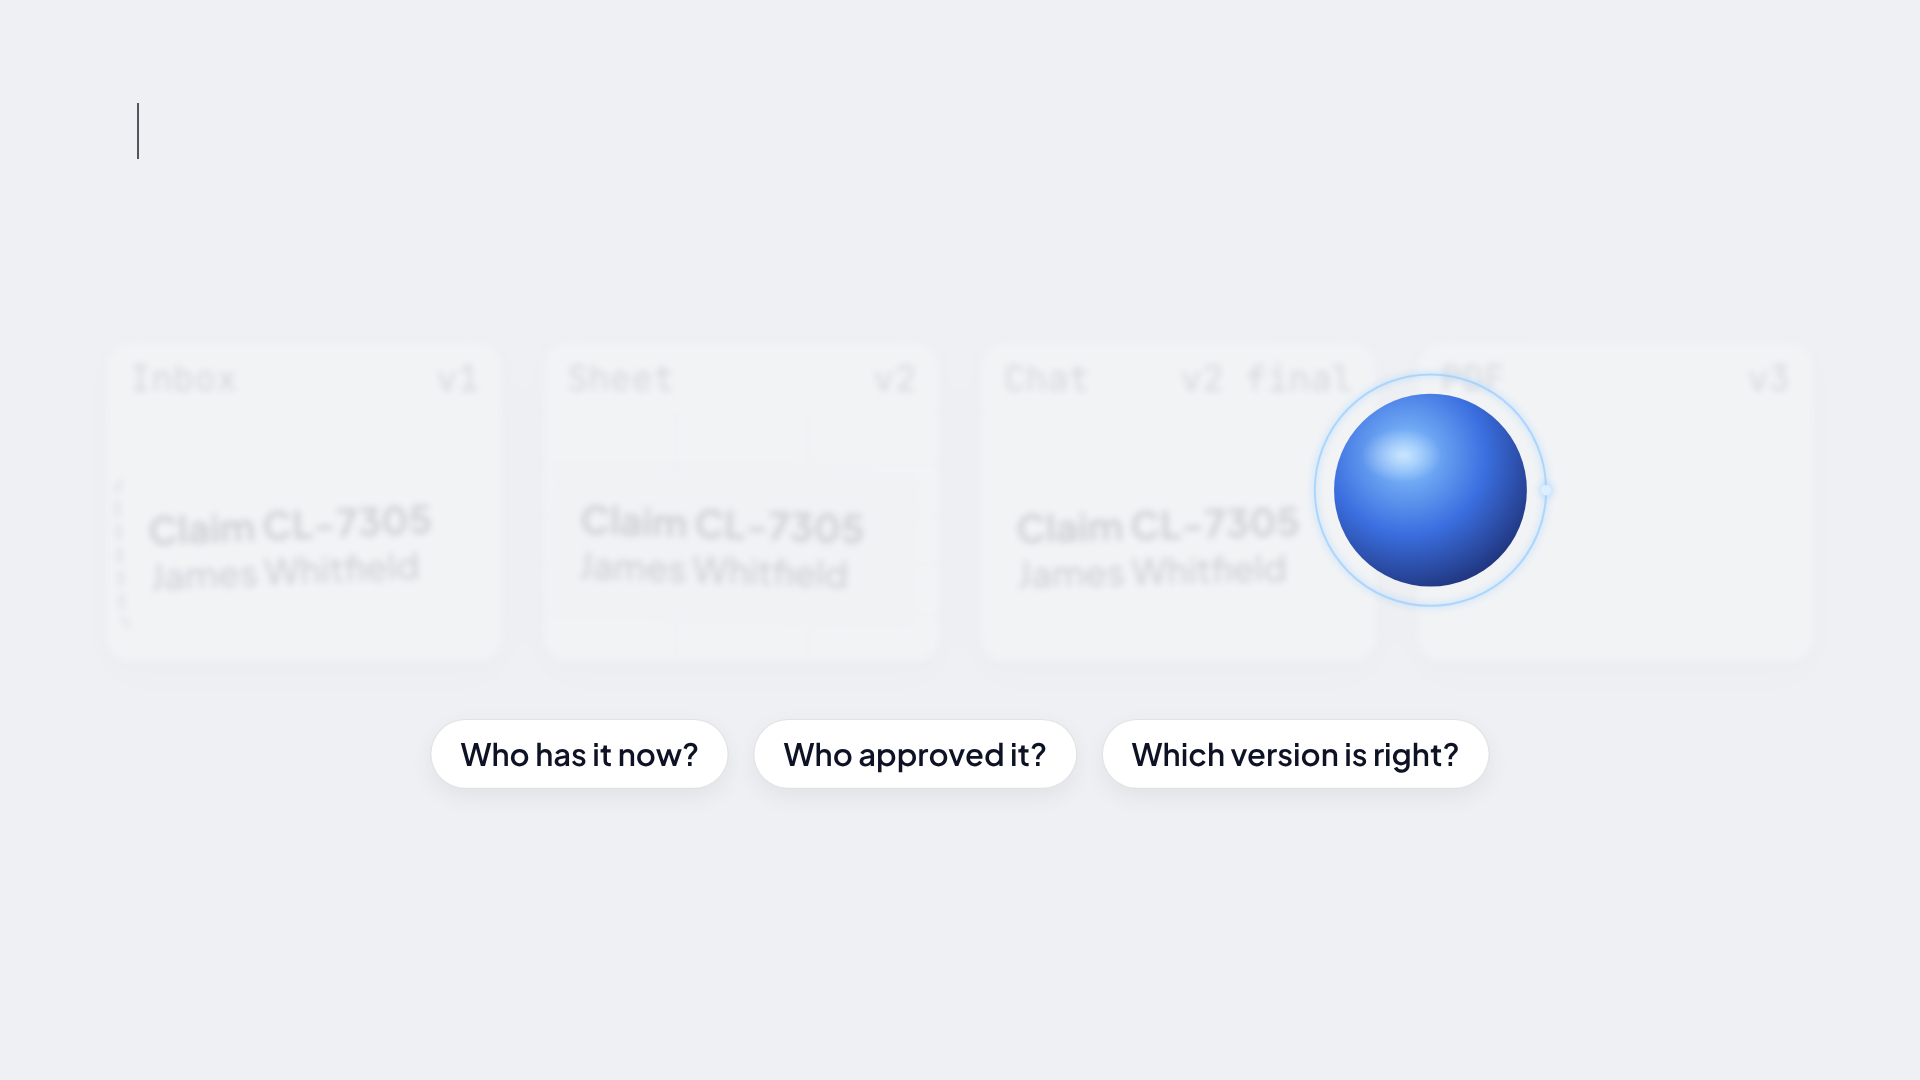 Inbox v1
Sheet v2
Chat v2 final
PDF v3
Claim CL-7305
James Whitfield
Claim CL-7305
James Whitfield
Claim CL-7305
James Whitfield
Who has it now?
Who approved it?
Which version is right?